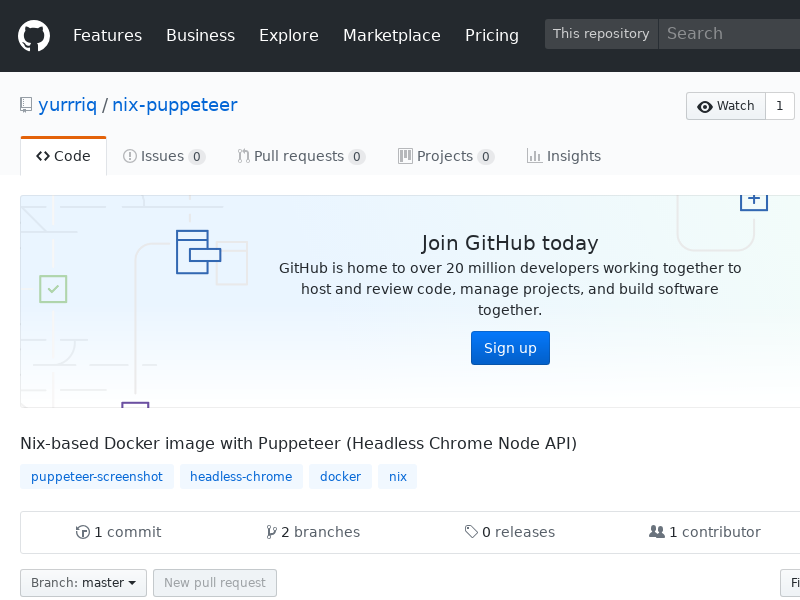 Features Business Explore Marketplace Pricing This repository Search
yurrriq / nix-puppeteer Watch 1
Code Issues 0 Pull requests 0 Projects 0 Insights
Join GitHub today
GitHub is home to over 20 million developers working together to
host and review code, manage projects, and build software
together.
Sign up
Nix-based Docker image with Puppeteer (Headless Chrome Node API)
puppeteer-screenshot headless-chrome docker nix
1 commit 2 branches 0 releases 1 contributor
Branch: master New pull request Fi